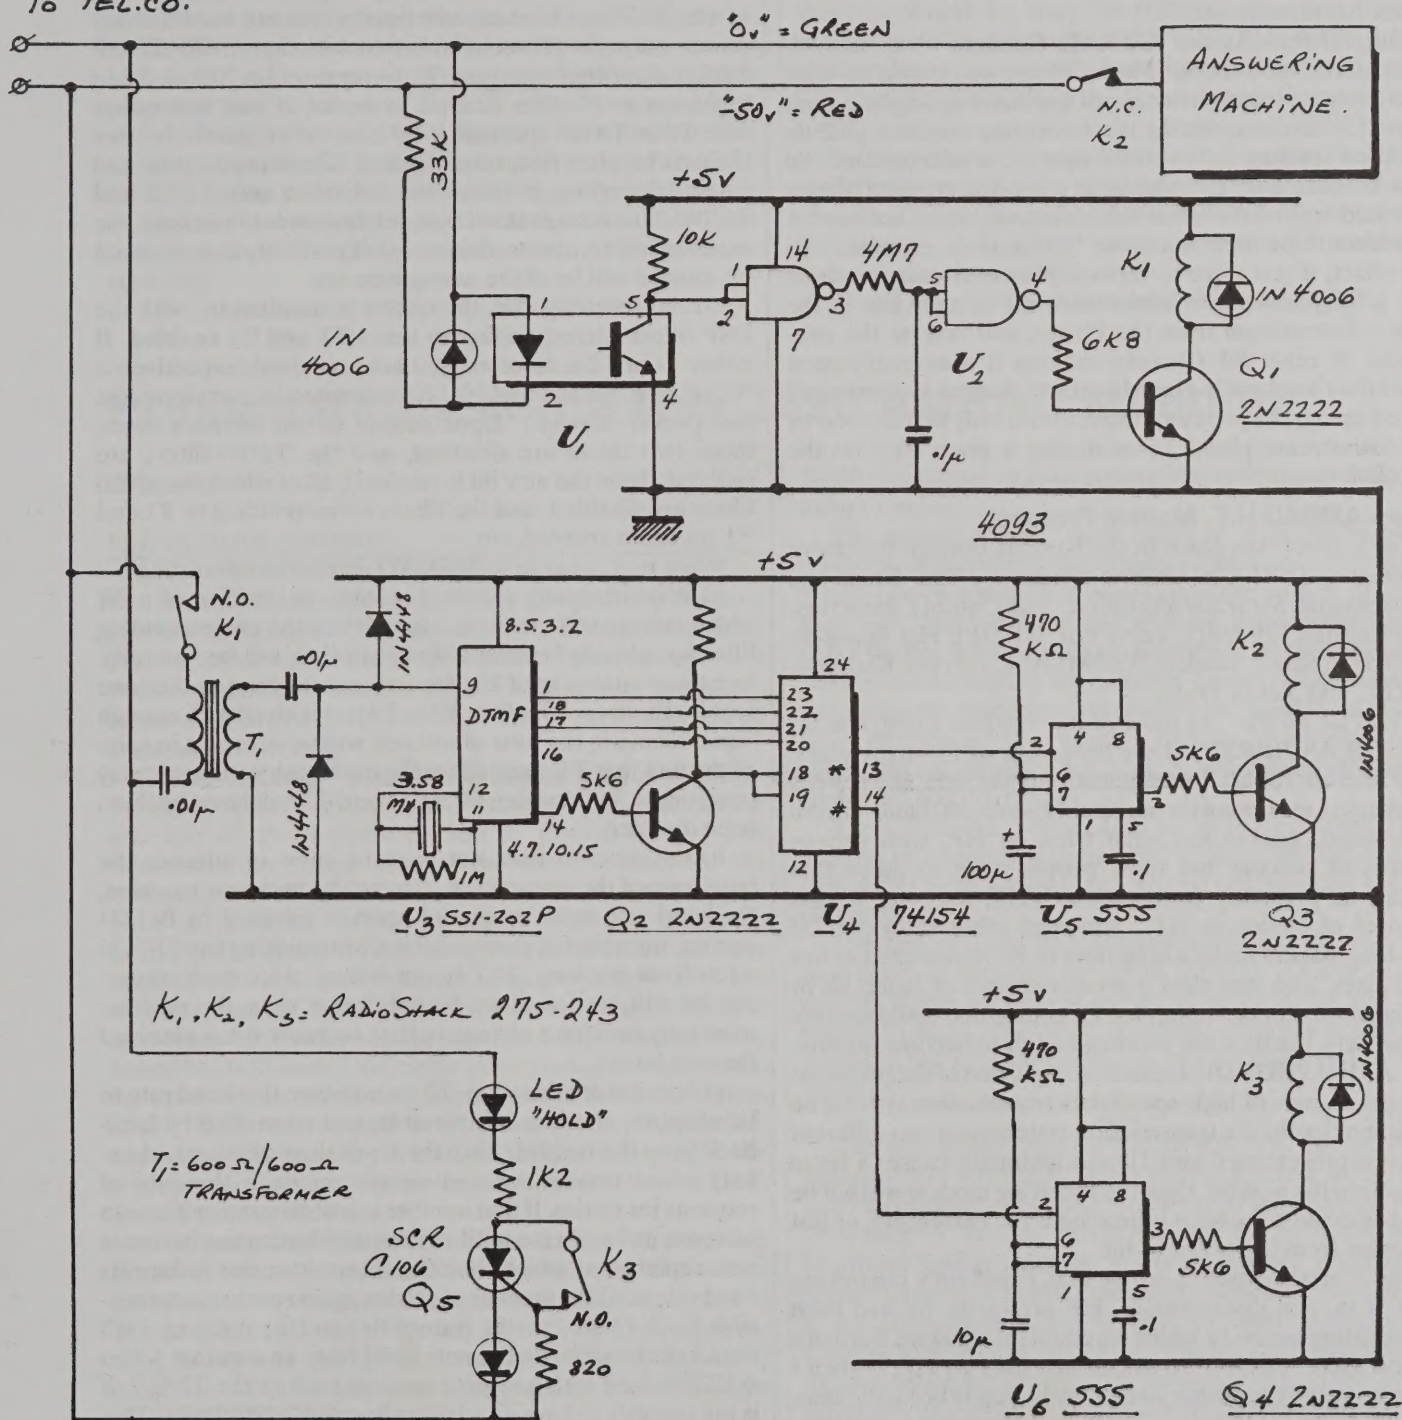 TO TEL.CO.
"0v" = GREEN
"-50v" = RED
N.C.
K2
ANSWERING
MACHINE.
33K
+5v
10K
14
1
2
3
7
4M7
5
6
4
6K8
K1
1N4006
Q1
2N2222
1N
4006
1
5
2
4
U1
U2
.1µ
4093
+5v
N.O.
K1
.01µ
1N4148
8.5.3.2
9
DTMF
1
18
17
16
24
23
22
21
20
470
KΩ
K2
1N4006
T1
.01µ
1N4148
3.58
MHz
12
11
14
4.7.10.15
1M
5K6
18
19
*
13
#
14
12
2
4
8
6
7
3
1
5
5K6
100µ
+
.1
U3 SSI-202P
Q2 2N2222
U4 74154
U5 555
Q3
2N2222
K1, K2, K3 = RADIO SHACK 275-243
+5v
470
KΩ
K3
1N4006
LED
"HOLD"
1K2
T1 = 600Ω/600Ω
TRANSFORMER
SCR
C106
Q5
K3
N.O.
820
2
4
8
6
7
3
1
5
5K6
10µ
.1
U6 555
Q4 2N2222